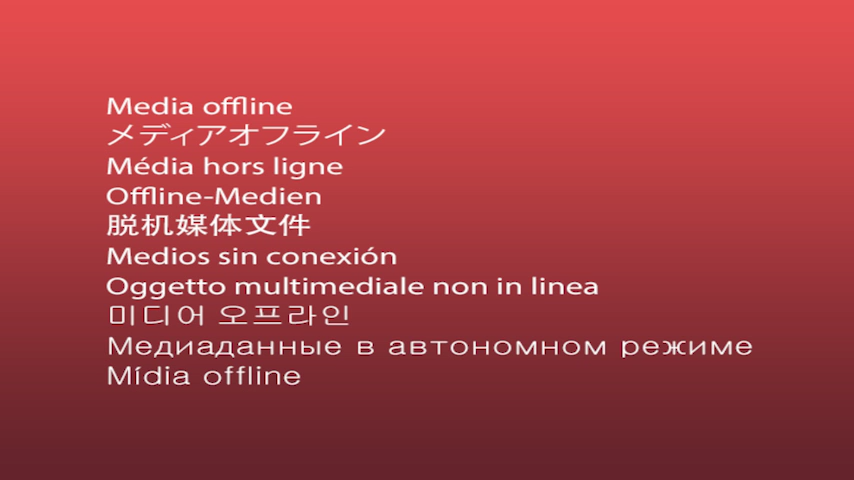 Media offline
メディアオフライン
Média hors ligne
Offline-Medien
脱机媒体文件
Medios sin conexión
Oggetto multimediale non in linea
미디어 오프라인
Медиаданные в автономном режиме
Mídia offline